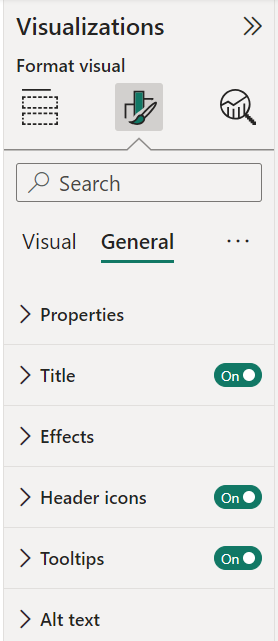 Visualizations
Format visual
Search
Visual General ...
Properties
Title On
Effects
Header icons On
Tooltips On
Alt text